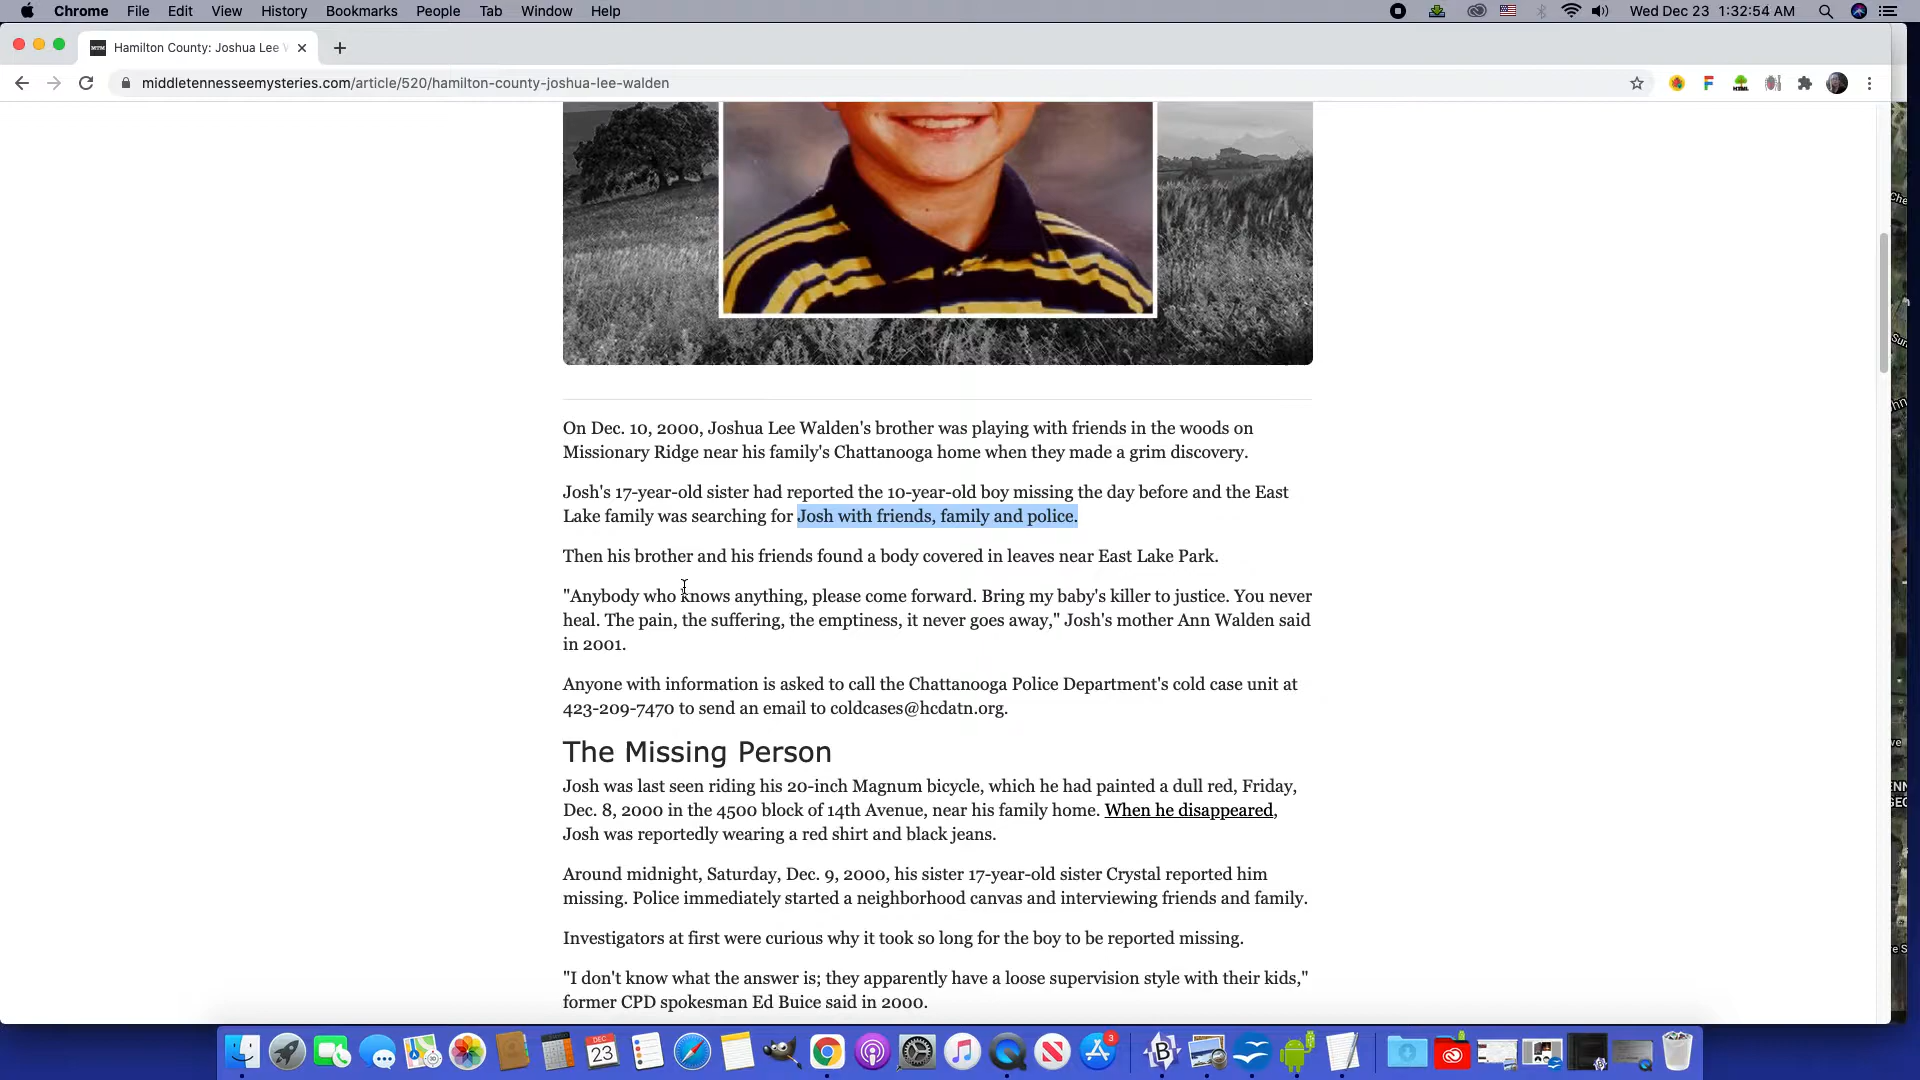 Chrome File Edit View History Bookmarks People Tab Window Help
Wed Dec 23 1:32:54 AM
Hamilton County: Joshua Lee W
middletennesseemysteries.com/article/520/hamilton-county-joshua-lee-walden
On Dec. 10, 2000, Joshua Lee Walden's brother was playing with friends in the woods on
Missionary Ridge near his family's Chattanooga home when they made a grim discovery.
Josh's 17-year-old sister had reported the 10-year-old boy missing the day before and the East
Lake family was searching for Josh with friends, family and police.
Then his brother and his friends found a body covered in leaves near East Lake Park.
"Anybody who knows anything, please come forward. Bring my baby's killer to justice. You never
heal. The pain, the suffering, the emptiness, it never goes away," Josh's mother Ann Walden said
in 2001.
Anyone with information is asked to call the Chattanooga Police Department's cold case unit at
423-209-7470 to send an email to coldcases@hcdatn.org.
The Missing Person
Josh was last seen riding his 20-inch Magnum bicycle, which he had painted a dull red, Friday,
Dec. 8, 2000 in the 4500 block of 14th Avenue, near his family home. When he disappeared,
Josh was reportedly wearing a red shirt and black jeans.
Around midnight, Saturday, Dec. 9, 2000, his sister 17-year-old sister Crystal reported him
missing. Police immediately started a neighborhood canvas and interviewing friends and family.
Investigators at first were curious why it took so long for the boy to be reported missing.
"I don't know what the answer is; they apparently have a loose supervision style with their kids,"
former CPD spokesman Ed Buice said in 2000.
DEC
23
3